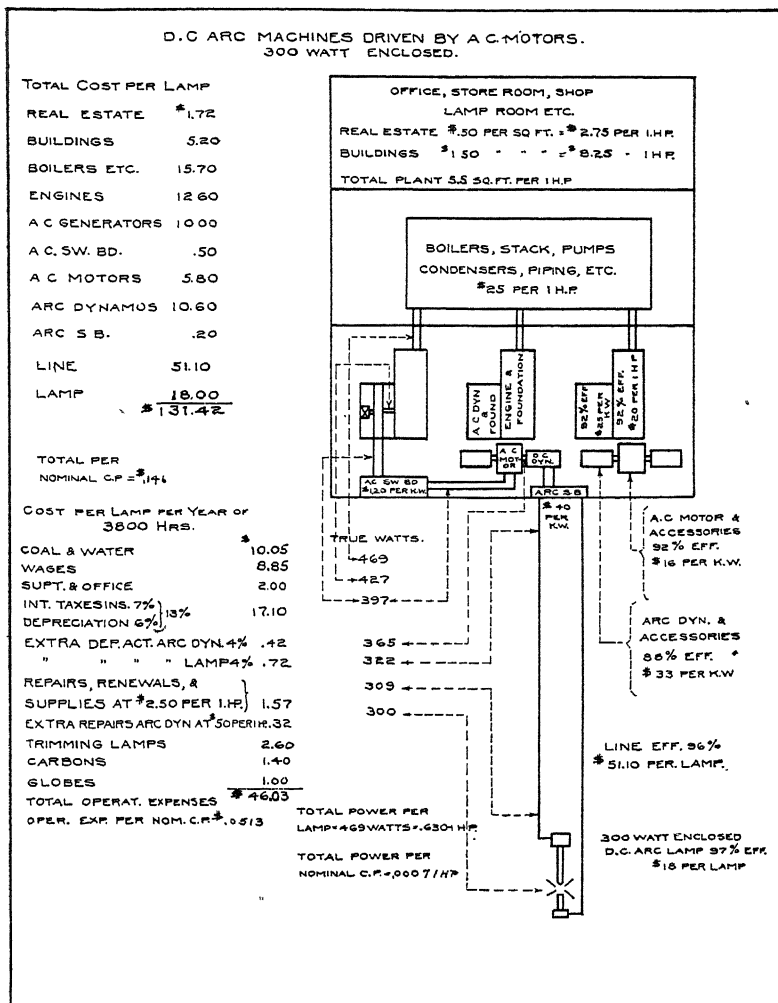 D.C ARC MACHINES DRIVEN BY A C. MOTORS.
300 WATT ENCLOSED.
TOTAL COST PER LAMP
REAL ESTATE $1.72
BUILDINGS 5.20
BOILERS ETC. 15.70
ENGINES 12 60
A C GENERATORS 10 00
A C. SW. BD. .50
A C MOTORS 5.80
ARC DYNAMOS 10.60
ARC S B. .20
LINE 51.10
LAMP 18.00
$131.42
TOTAL PER
NOMINAL C.P = $.146
COST PER LAMP PER YEAR OF
3800 HRS.
$
COAL & WATER 10.05
WAGES 8.85
SUPT. & OFFICE 2.00
INT. TAXES INS. 7%
DEPRECIATION 6% } 13% 17.10
EXTRA DEP. ACT. ARC DYN. 4% .42
" " " " LAMP 4% .72
REPAIRS, RENEWALS, &
SUPPLIES AT $2.50 PER 1.HP. } 1.57
EXTRA REPAIRS ARC DYN AT $.50 PER HP. .32
TRIMMING LAMPS 2.60
CARBONS 1.40
GLOBES 1.00
$46.03
TOTAL OPERAT. EXPENSES
OPER. EXP. PER NOM. C.P. $.0513
OFFICE, STORE ROOM, SHOP
LAMP ROOM ETC.
REAL ESTATE $.50 PER SQ FT. = $2.75 PER I.HP.
BUILDINGS $1 50 " " " = $8.25 " I HP.
TOTAL PLANT 5.5 SQ. FT. PER I H.P
BOILERS, STACK, PUMPS
CONDENSERS, PIPING, ETC.
$25 PER I H.P.
A C DYN
& FOUND
ENGINE &
FOUNDATION
92% EFF
$25 PER
KW
92% EFF.
$20 PER I HP
A C
MOT
OR
D.C.
DYN.
AC SW BD
$1.20 PER K.W.
ARC S B
$.40
PER
K.W.
TRUE WATTS.
469
427
397
365
322
309
300
A.C MOTOR &
ACCESSORIES
92% EFF.
$16 PER K.W.
ARC DYN. &
ACCESSORIES
88% EFF.
$33 PER K.W
LINE EFF. 96%
$51.10 PER. LAMP.
TOTAL POWER PER
LAMP=469 WATTS=.6301 H.P.
TOTAL POWER PER
NOMINAL C.P.=.00071 HP
300 WATT ENCLOSED
D.C. ARC LAMP 97% EFF.
$18 PER LAMP